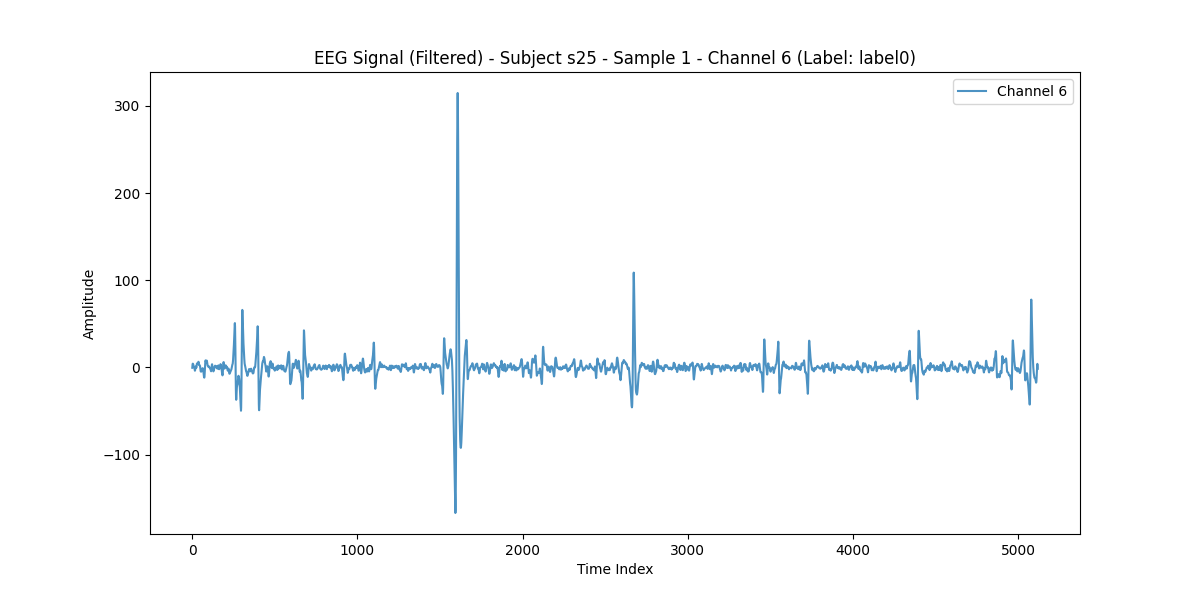 EEG Signal (Filtered) - Subject s25 - Sample 1 - Channel 6 (Label: label0)
Channel 6
300
200
100
0
−100
Amplitude
0 1000 2000 3000 4000 5000
Time Index